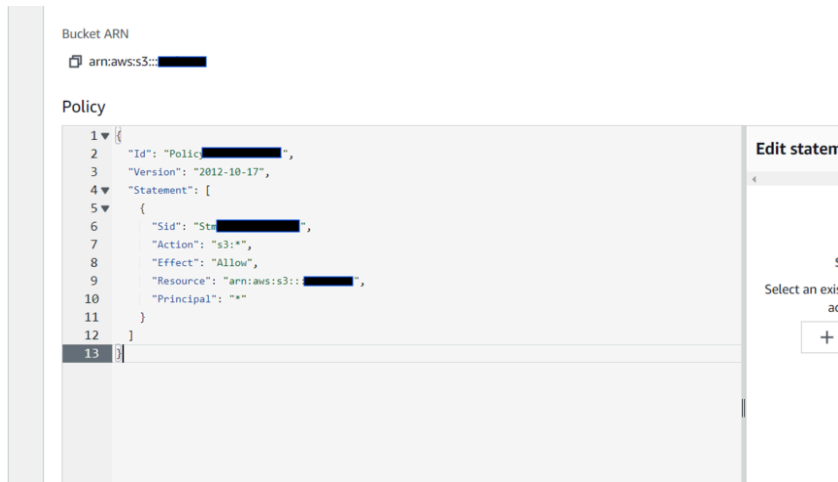 Bucket ARN
arn:aws:s3:::
Policy
1 {
2 "Id": "Policy ",
3 "Version": "2012-10-17",
4 "Statement": [
5 {
6 "Sid": "Stm ",
7 "Action": "s3:*",
8 "Effect": "Allow",
9 "Resource": "arn:aws:s3::: ",
10 "Principal": "*"
11 }
12 ]
13 }
Edit
Select an
+